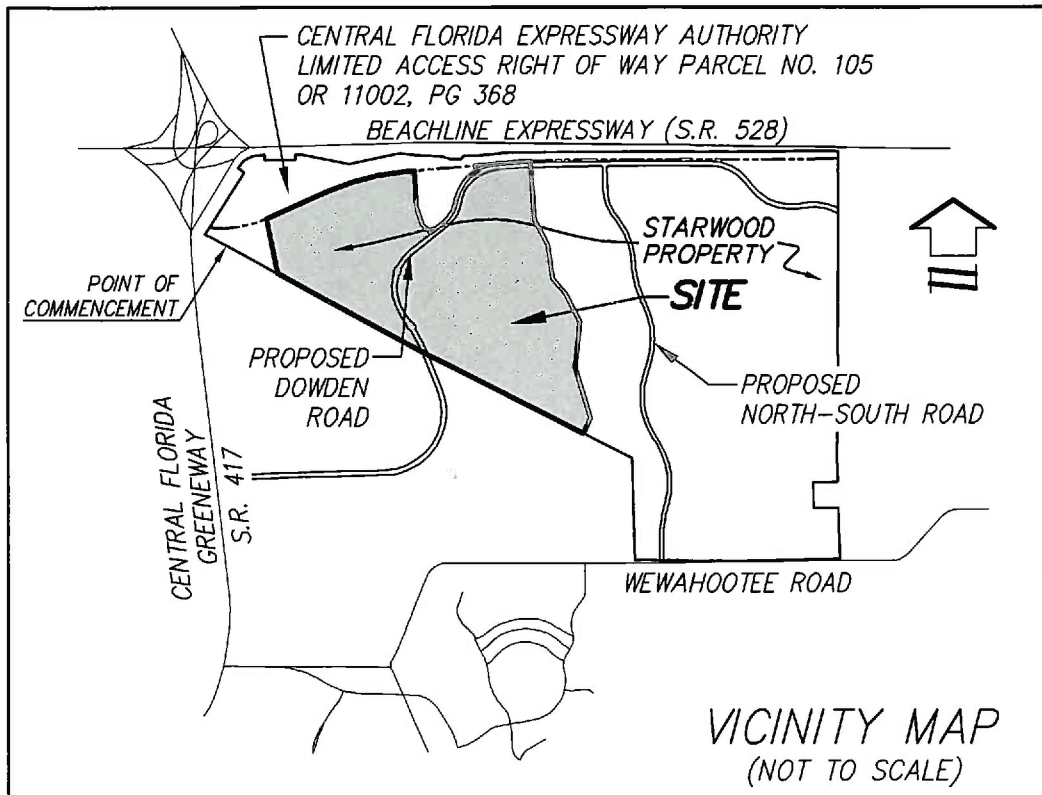 CENTRAL FLORIDA EXPRESSWAY AUTHORITY
LIMITED ACCESS RIGHT OF WAY PARCEL NO. 105
OR 11002, PG 368
BEACHLINE EXPRESSWAY (S.R. 528)
STARWOOD
PROPERTY
SITE
POINT OF
COMMENCEMENT
PROPOSED
DOWDEN
ROAD
PROPOSED
NORTH-SOUTH ROAD
CENTRAL FLORIDA
GREENEWAY
S.R. 417
WEWAHOOTEE ROAD
VICINITY MAP
(NOT TO SCALE)